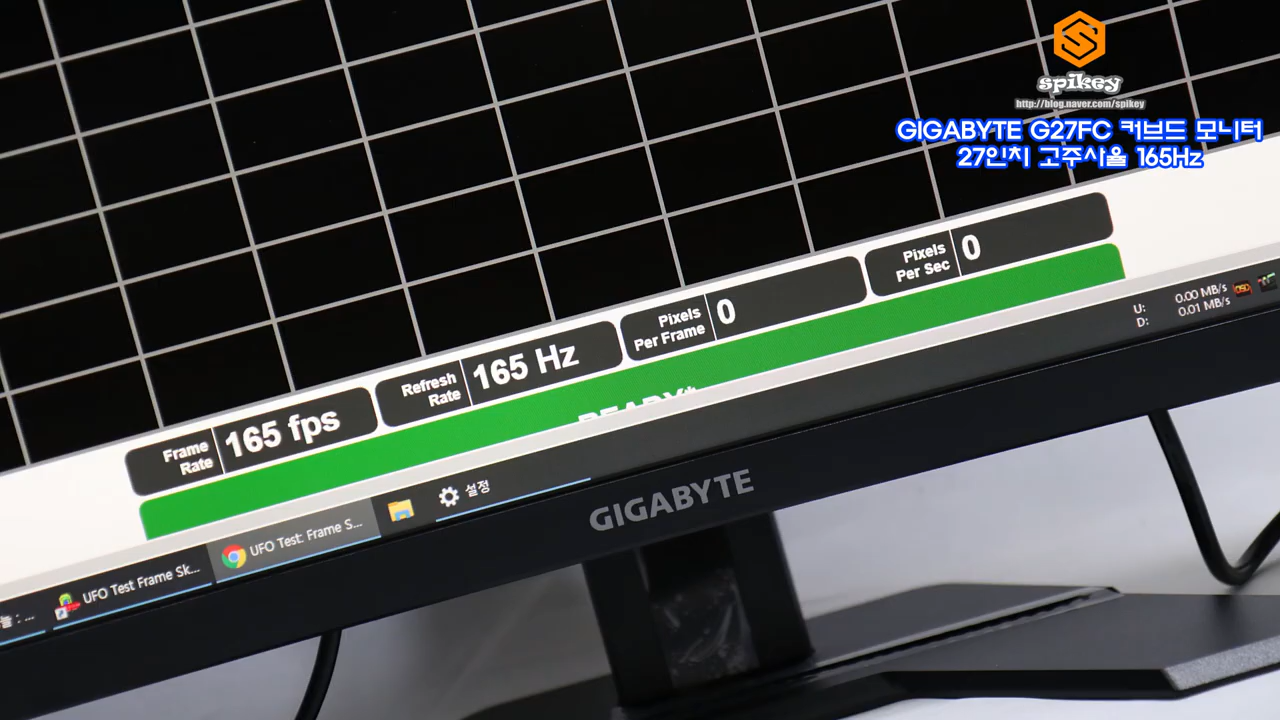 spikey
http://blog.naver.com/spikey
GIGABYTE G27FC 커브드 모니터
27인치 고주사율 165Hz
Frame
Rate
165 fps
Refresh
Rate
165 Hz
Pixels
Per Frame
0
Pixels
Per Sec
0
READY
U: 0.00 MB/s
D: 0.01 MB/s
UFO Test Frame Sk...
UFO Test: Frame S...
설정
GIGABYTE